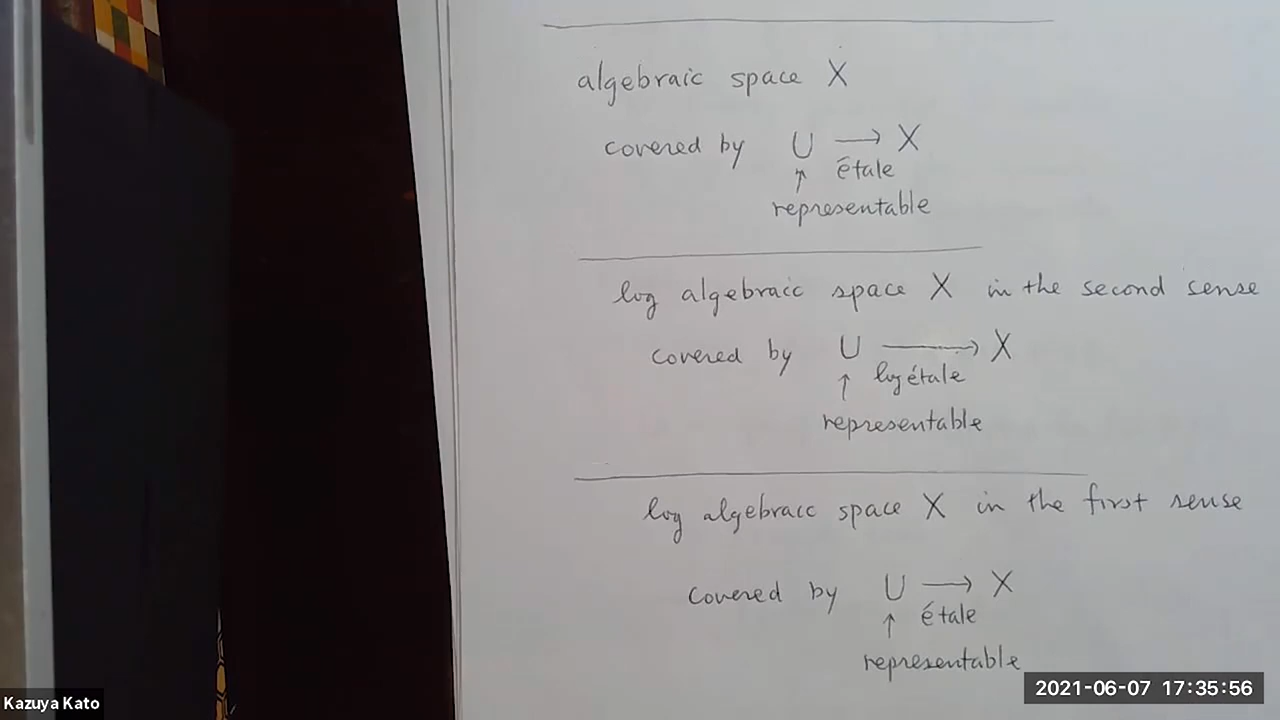 algebraic space X
covered by U → X
étale
↑
representable
log algebraic space X in the second sense
covered by U → X
log étale
↑
representable
log algebraic space X in the first sense
covered by U → X
étale
↑
representable
2021-06-07 17:35:56
Kazuya Kato